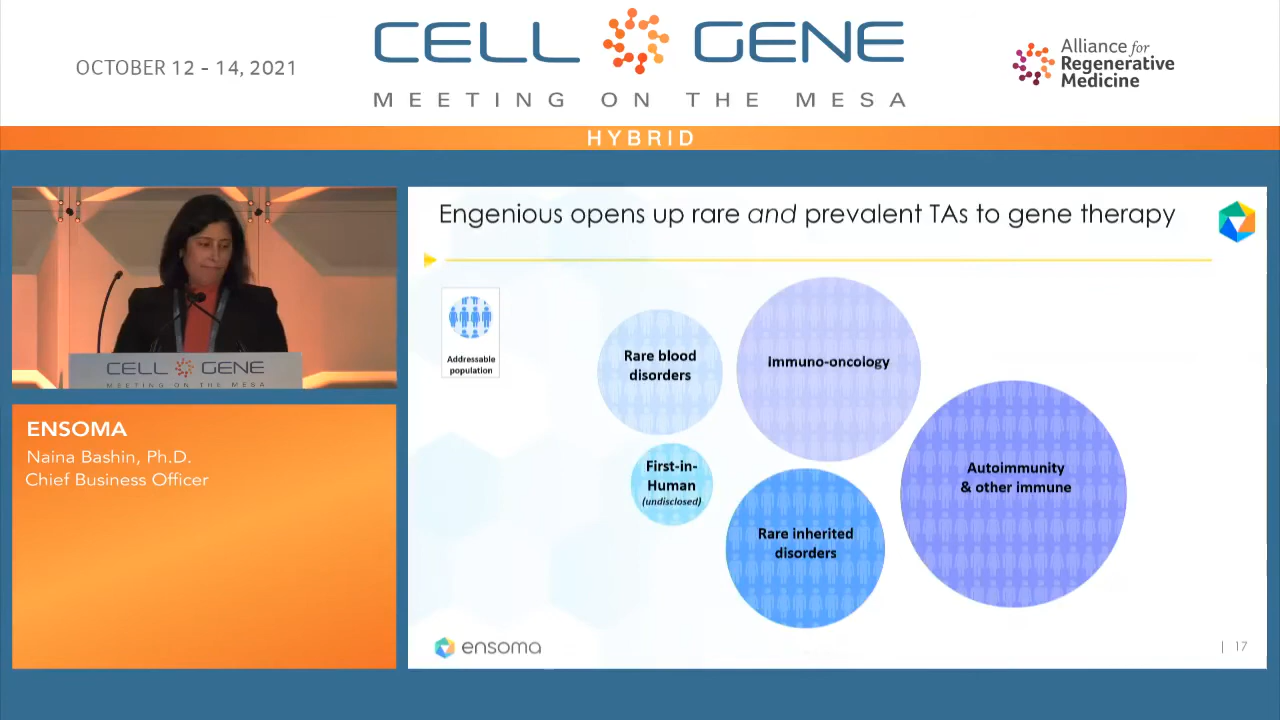 OCTOBER 12 - 14, 2021
CELL GENE
MEETING ON THE MESA
Alliance for
Regenerative
Medicine
HYBRID
CELL GENE
MEETING ON THE MESA
ENSOMA
Naina Bashin, Ph.D.
Chief Business Officer
Engenious opens up rare and prevalent TAs to gene therapy
Addressable
population
Rare blood
disorders
Immuno-oncology
First-in-
Human
(undisclosed)
Autoimmunity
& other immune
Rare inherited
disorders
ensoma
| 17